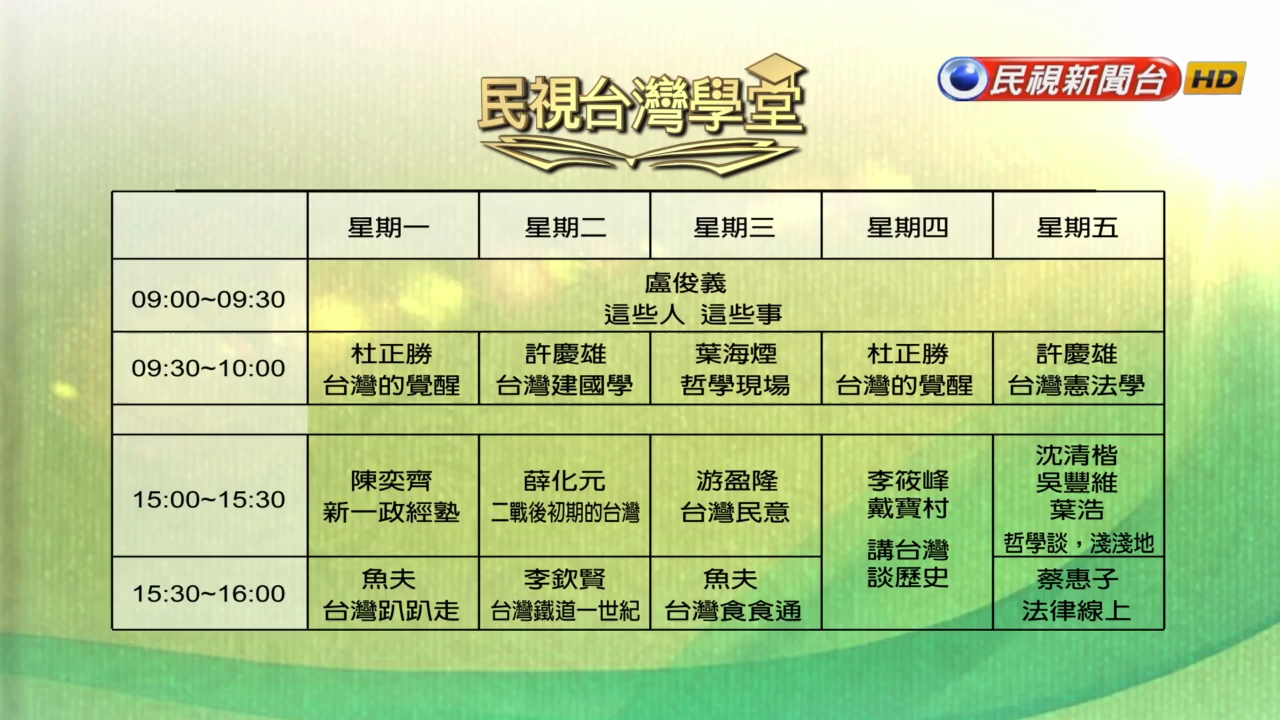 民視台灣學堂
民視新聞台 HD
星期一 星期二 星期三 星期四 星期五
09:00~09:30
盧俊義
這些人 這些事
09:30~10:00
杜正勝
台灣的覺醒
許慶雄
台灣建國學
葉海煙
哲學現場
杜正勝
台灣的覺醒
許慶雄
台灣憲法學
15:00~15:30
陳奕齊
新一政經塾
薛化元
二戰後初期的台灣
游盈隆
台灣民意
李筱峰
戴寶村
講台灣
談歷史
沈清楷
吳豐維
葉浩
哲學談,淺淺地
15:30~16:00
魚夫
台灣趴趴走
李欽賢
台灣鐵道一世紀
魚夫
台灣食食通
蔡惠子
法律線上